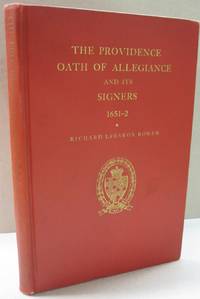 THE PROVIDENCE
OATH OF ALLEGIANCE
AND ITS
SIGNERS
1651-2
RICHARD LEBARON BOWEN